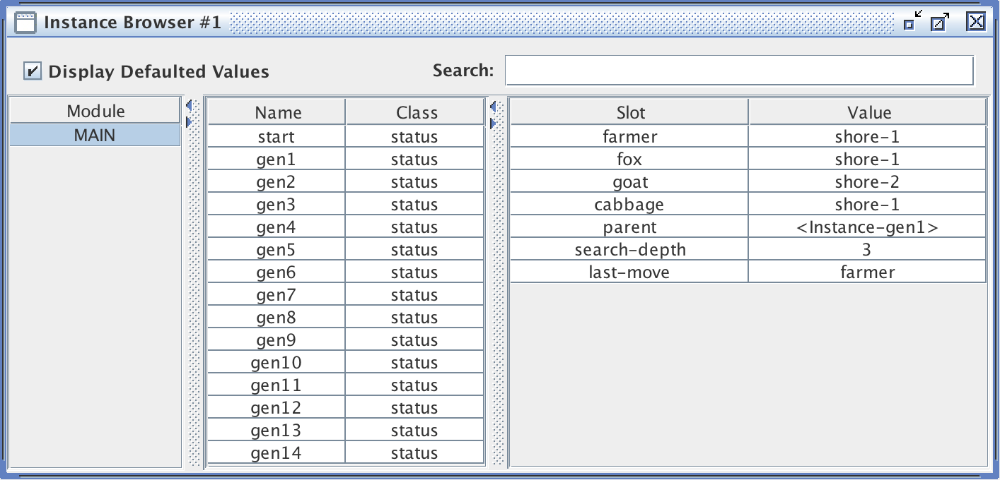 Instance Browser #1
Display Defaulted Values Search:
Module Name Class Slot Value
MAIN start status farmer shore-1
gen1 status fox shore-1
gen2 status goat shore-2
gen3 status cabbage shore-1
gen4 status parent <Instance-gen1>
gen5 status search-depth 3
gen6 status last-move farmer
gen7 status
gen8 status
gen9 status
gen10 status
gen11 status
gen12 status
gen13 status
gen14 status